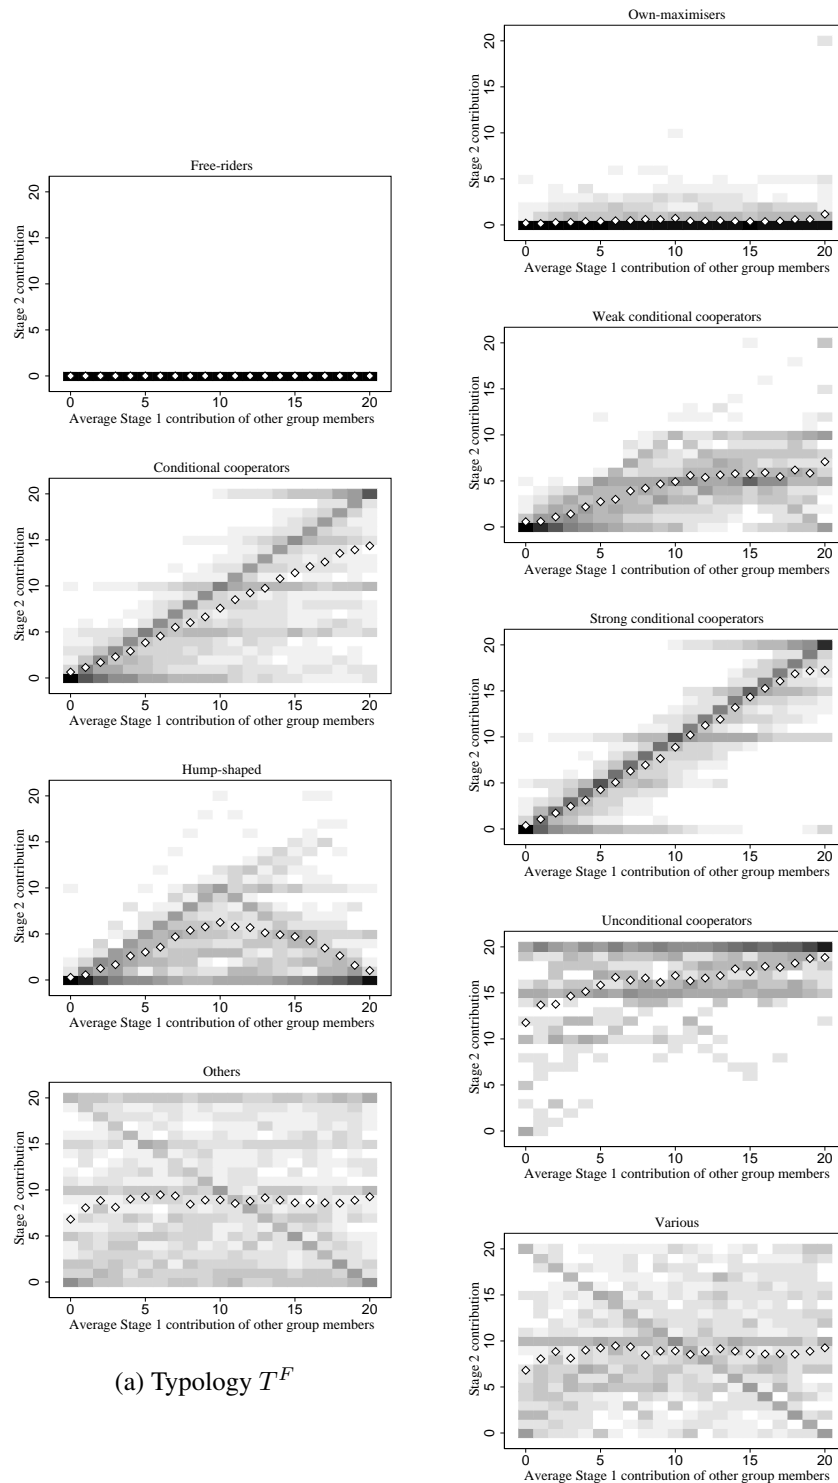 Free-riders
Stage 2 contribution
20
15
10
5
0
0 5 10 15 20
Average Stage 1 contribution of other group members
Conditional cooperators
Stage 2 contribution
20
15
10
5
0
0 5 10 15 20
Average Stage 1 contribution of other group members
Hump-shaped
Stage 2 contribution
20
15
10
5
0
0 5 10 15 20
Average Stage 1 contribution of other group members
Others
Stage 2 contribution
20
15
10
5
0
0 5 10 15 20
Average Stage 1 contribution of other group members
(a) Typology T^F
Own-maximisers
Stage 2 contribution
20
15
10
5
0
0 5 10 15 20
Average Stage 1 contribution of other group members
Weak conditional cooperators
Stage 2 contribution
20
15
10
5
0
0 5 10 15 20
Average Stage 1 contribution of other group members
Strong conditional cooperators
Stage 2 contribution
20
15
10
5
0
0 5 10 15 20
Average Stage 1 contribution of other group members
Unconditional cooperators
Stage 2 contribution
20
15
10
5
0
0 5 10 15 20
Average Stage 1 contribution of other group members
Various
Stage 2 contribution
20
15
10
5
0
0 5 10 15 20
Average Stage 1 contribution of other group members